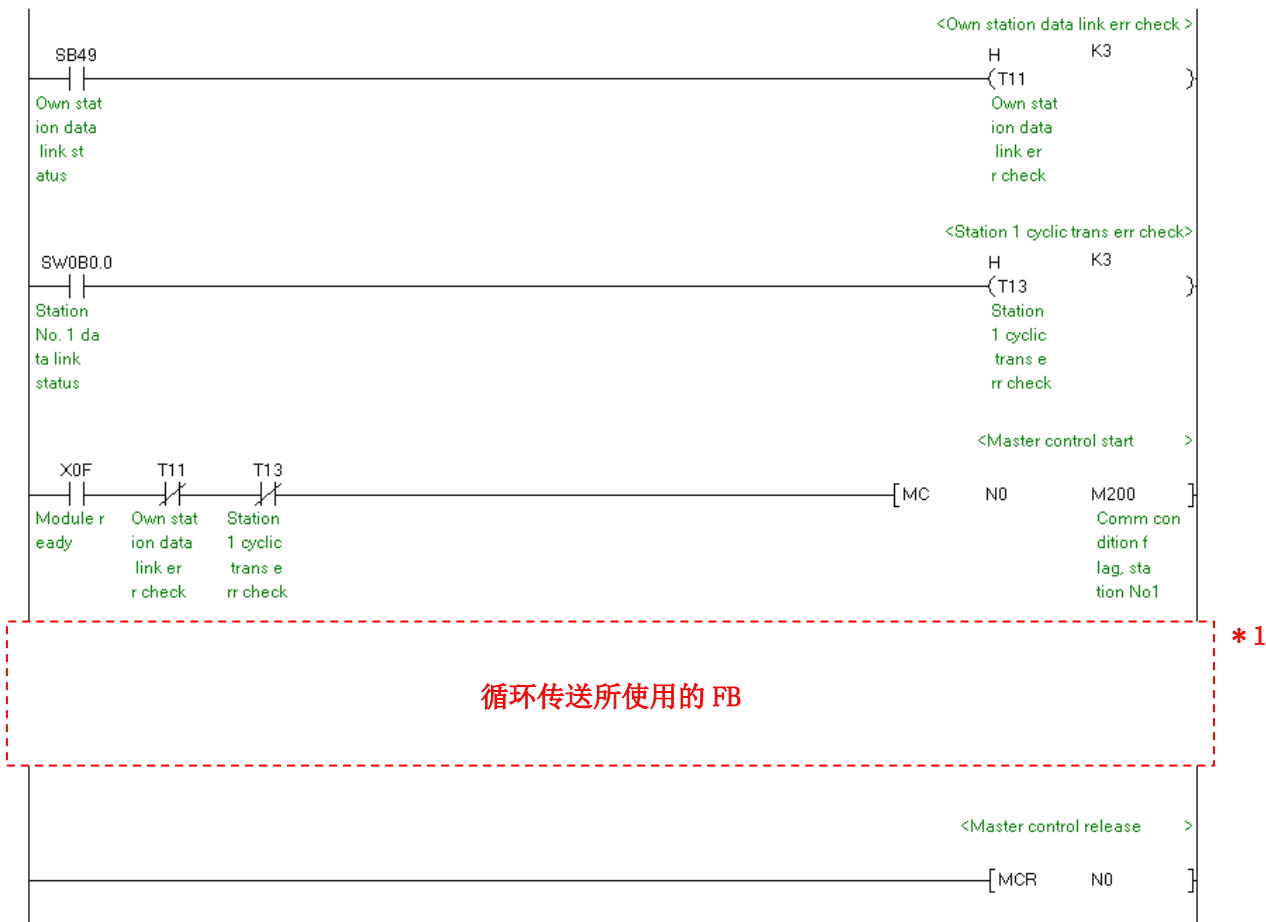 <Own station data link err check >
SB49
H K3
T11
Own stat
ion data
link st
atus
Own stat
ion data
link er
r check
<Station 1 cyclic trans err check>
SW0B0.0
H K3
T13
Station
No. 1 da
ta link
status
Station
1 cyclic
trans e
rr check
<Master control start >
X0F T11 T13
MC N0 M200
Module r
eady
Own stat
ion data
link er
r check
Station
1 cyclic
trans e
rr check
Comm con
dition f
lag, sta
tion No1
*1
循环传送所使用的 FB
<Master control release >
MCR N0